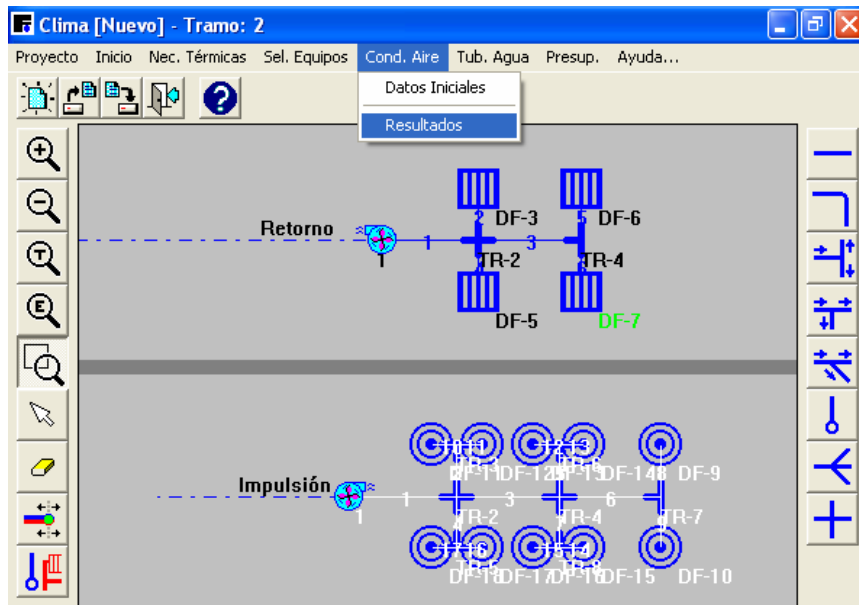 Clima [Nuevo] - Tramo: 2
Proyecto Inicio Nec. Térmicas Sel. Equipos Cond. Aire Tub. Agua Presup. Ayuda...
Datos Iniciales
Resultados
2 DF-3 5 DF-6
Retorno
1 3
1 TR-2 TR-4
DF-5 DF-7
T
E
Impulsión
DF-9
1 3 6
1 TR-2 TR-4 TR-7
DF-15 DF-10